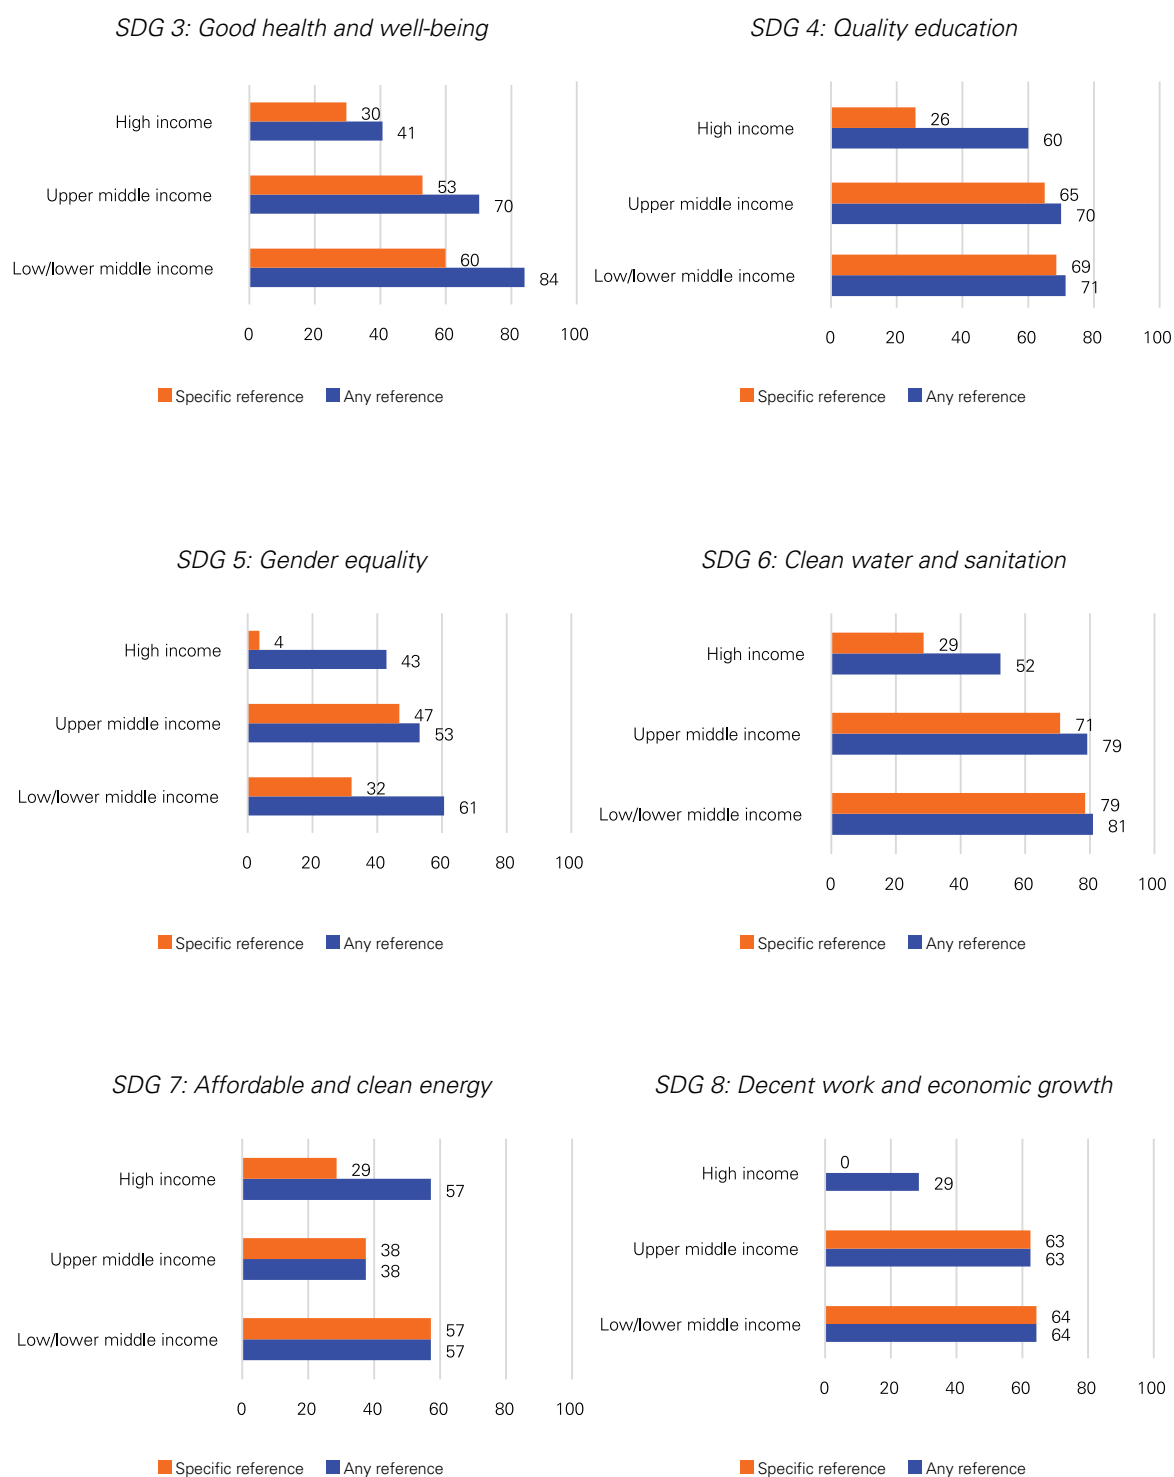 SDG 3: Good health and well-being
High income
30
41
Upper middle income
53
70
Low/lower middle income
60
84
0 20 40 60 80 100
Specific reference Any reference
SDG 4: Quality education
High income
26
60
Upper middle income
65
70
Low/lower middle income
69
71
0 20 40 60 80 100
Specific reference Any reference
SDG 5: Gender equality
High income
4
43
Upper middle income
47
53
Low/lower middle income
32
61
0 20 40 60 80 100
Specific reference Any reference
SDG 6: Clean water and sanitation
High income
29
52
Upper middle income
71
79
Low/lower middle income
79
81
0 20 40 60 80 100
Specific reference Any reference
SDG 7: Affordable and clean energy
High income
29
57
Upper middle income
38
38
Low/lower middle income
57
57
0 20 40 60 80 100
Specific reference Any reference
SDG 8: Decent work and economic growth
High income
0
29
Upper middle income
63
63
Low/lower middle income
64
64
0 20 40 60 80 100
Specific reference Any reference